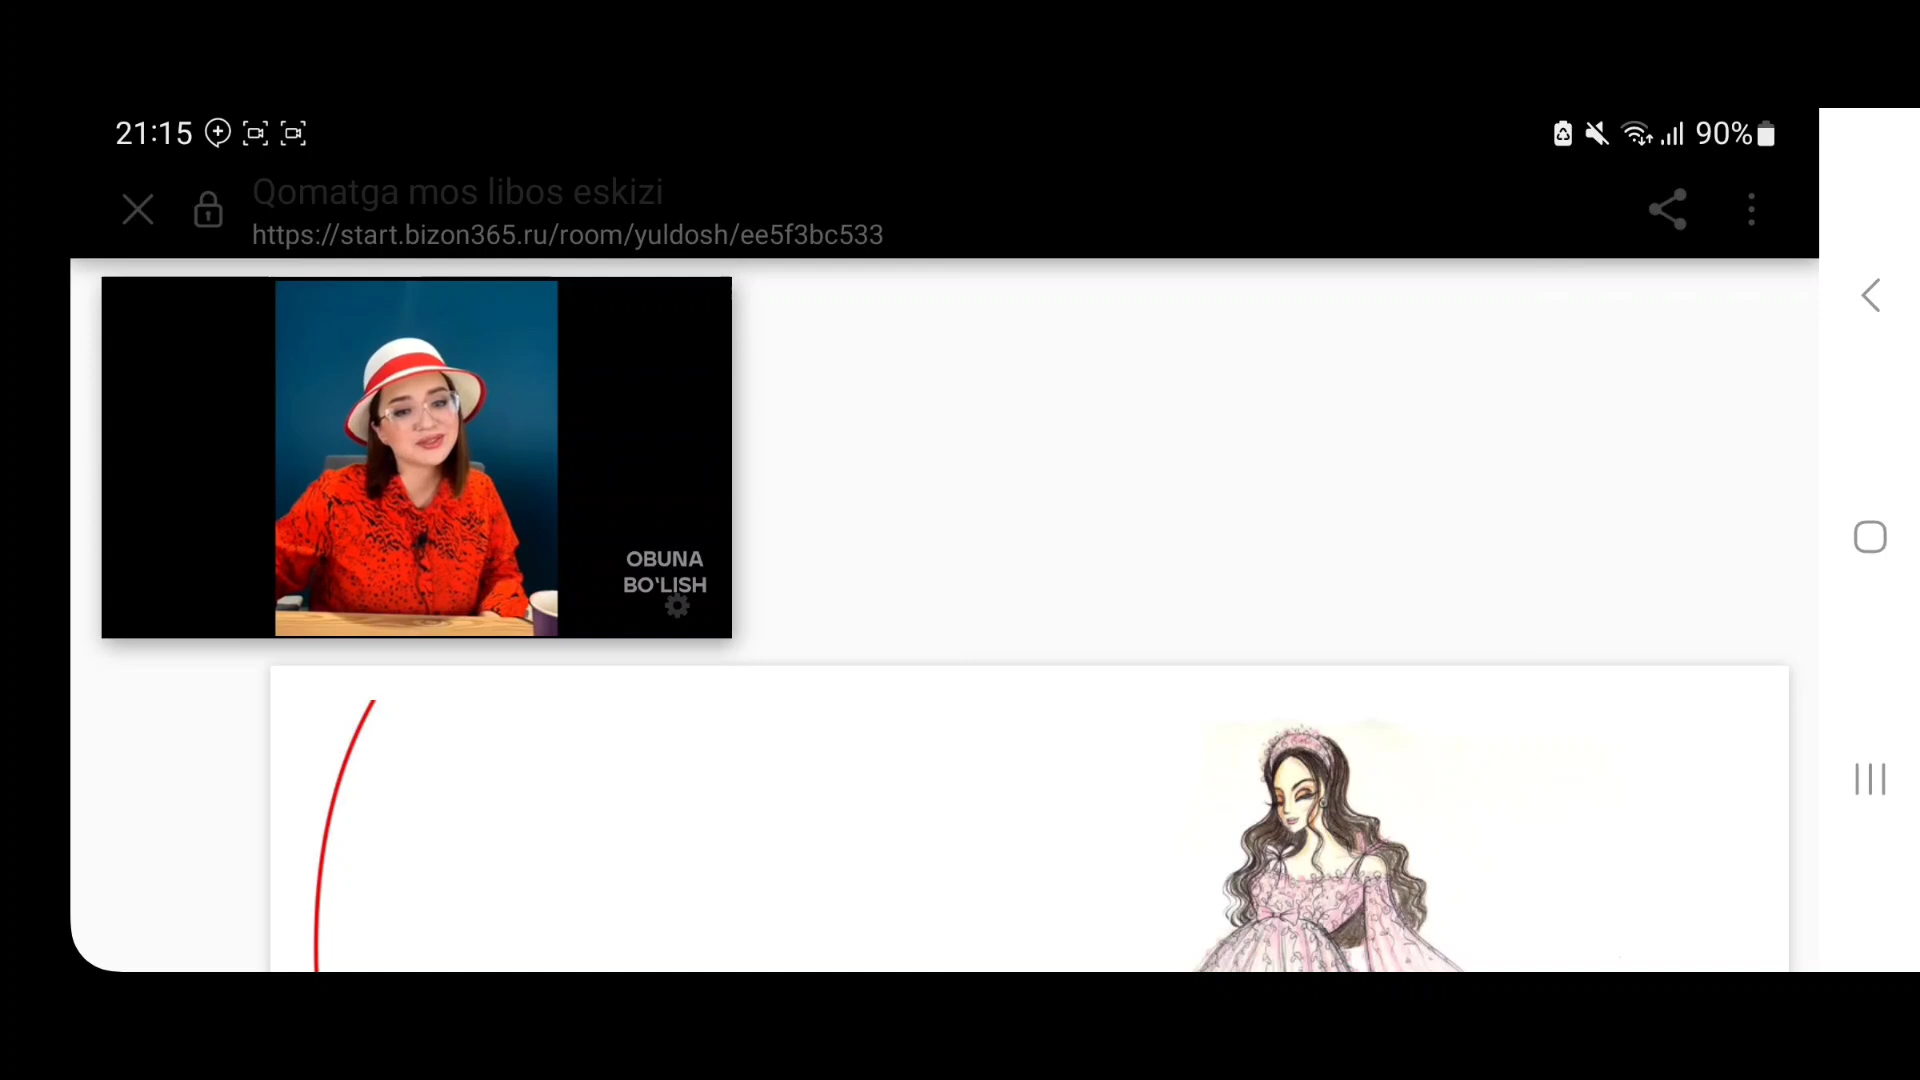 21:15
90%
Qomatga mos libos eskizi
https://start.bizon365.ru/room/yuldosh/ee5f3bc533
OBUNA
BO'LISH